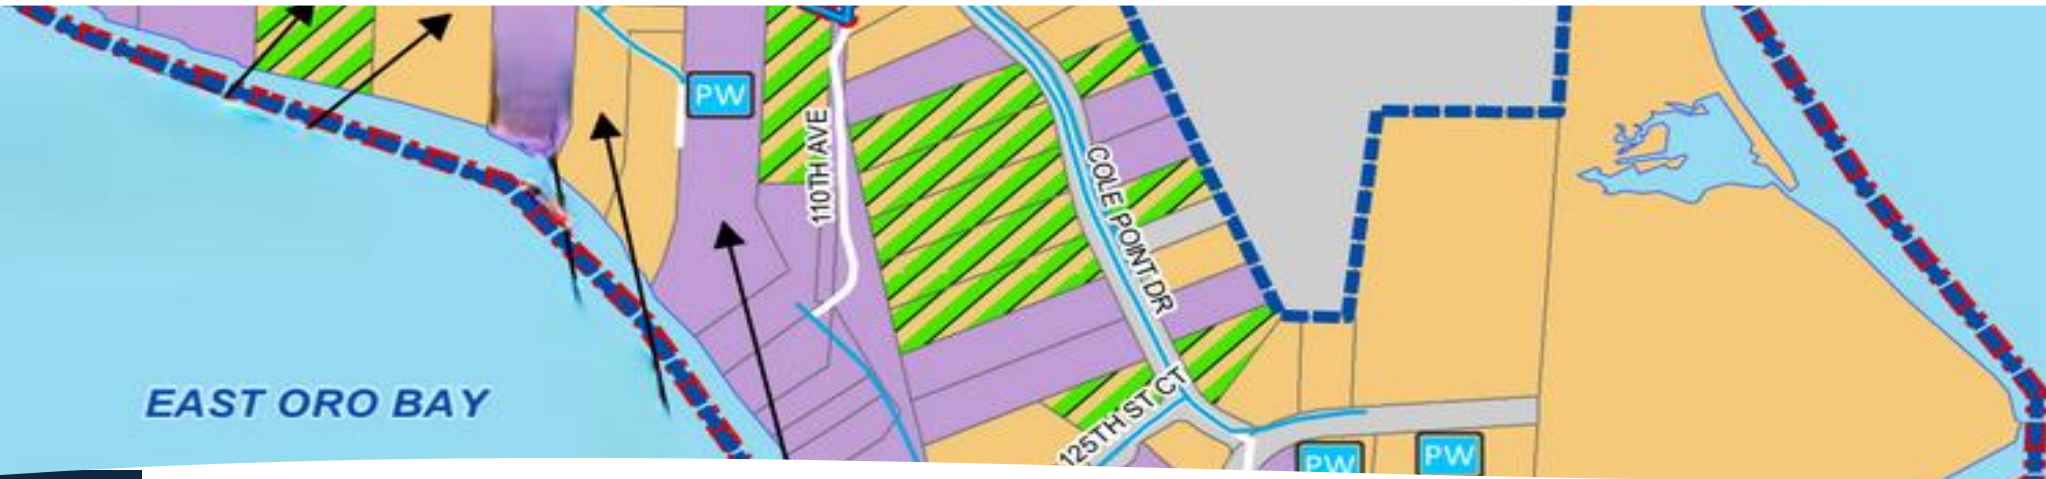 PW
110TH AVE
COLE POINT DR
EAST ORO BAY
125TH ST CT
PW
PW